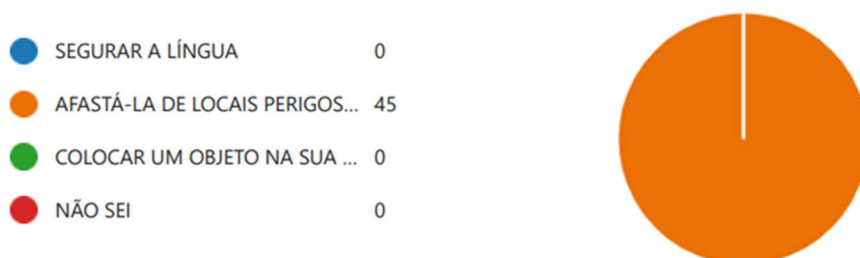 SEGURAR A LÍNGUA 0
AFASTÁ-LA DE LOCAIS PERIGOS... 45
COLOCAR UM OBJETO NA SUA ... 0
NÃO SEI 0